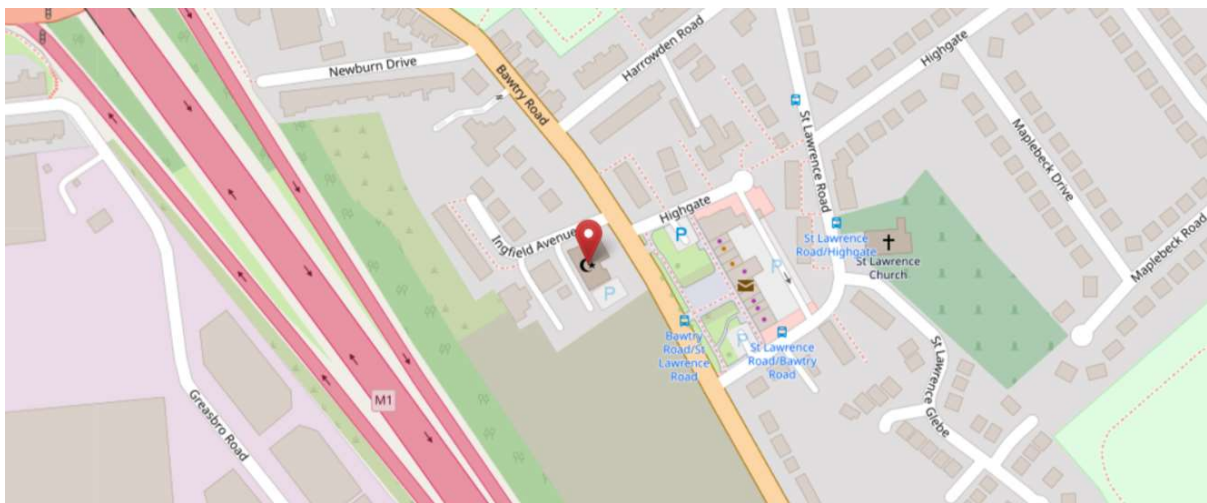 Newburn Drive
Bawtry Road
Harrowden Road
Highgate
St Lawrence Road
Maplebeck Drive
Highgate
Ingfield Avenue
P
St Lawrence
Road/Highgate
St Lawrence
Church
Maplebeck Road
P
P
Bawtry
Road/St
Lawrence
Road
P
St Lawrence
Road/Bawtry
Road
St Lawrence Glebe
M1
Greasbro Road